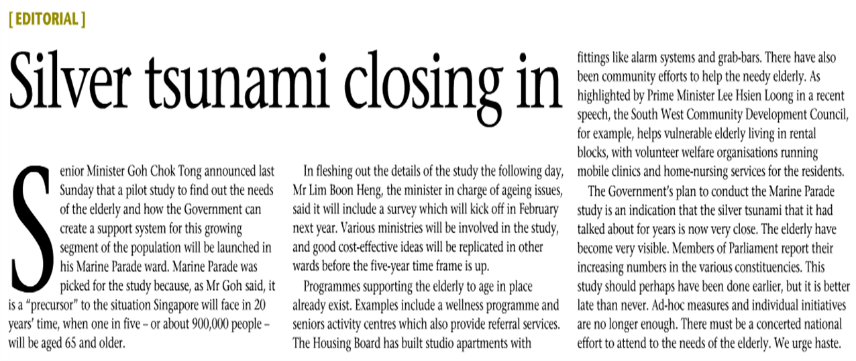 [ EDITORIAL ]
Silver tsunami closing in
Senior Minister Goh Chok Tong announced last
Sunday that a pilot study to find out the needs
of the elderly and how the Government can
create a support system for this growing
segment of the population will be launched in
his Marine Parade ward. Marine Parade was
picked for the study because, as Mr Goh said, it
is a “precursor” to the situation Singapore will face in 20
years’ time, when one in five – or about 900,000 people –
will be aged 65 and older.
In fleshing out the details of the study the following day,
Mr Lim Boon Heng, the minister in charge of ageing issues,
said it will include a survey which will kick off in February
next year. Various ministries will be involved in the study,
and good cost-effective ideas will be replicated in other
wards before the five-year time frame is up.
Programmes supporting the elderly to age in place
already exist. Examples include a wellness programme and
seniors activity centres which also provide referral services.
The Housing Board has built studio apartments with
fittings like alarm systems and grab-bars. There have also
been community efforts to help the needy elderly. As
highlighted by Prime Minister Lee Hsien Loong in a recent
speech, the South West Community Development Council,
for example, helps vulnerable elderly living in rental
blocks, with volunteer welfare organisations running
mobile clinics and home-nursing services for the residents.
The Government’s plan to conduct the Marine Parade
study is an indication that the silver tsunami that it had
talked about for years is now very close. The elderly have
become very visible. Members of Parliament report their
increasing numbers in the various constituencies. This
study should perhaps have been done earlier, but it is better
late than never. Ad-hoc measures and individual initiatives
are no longer enough. There must be a concerted national
effort to attend to the needs of the elderly. We urge haste.